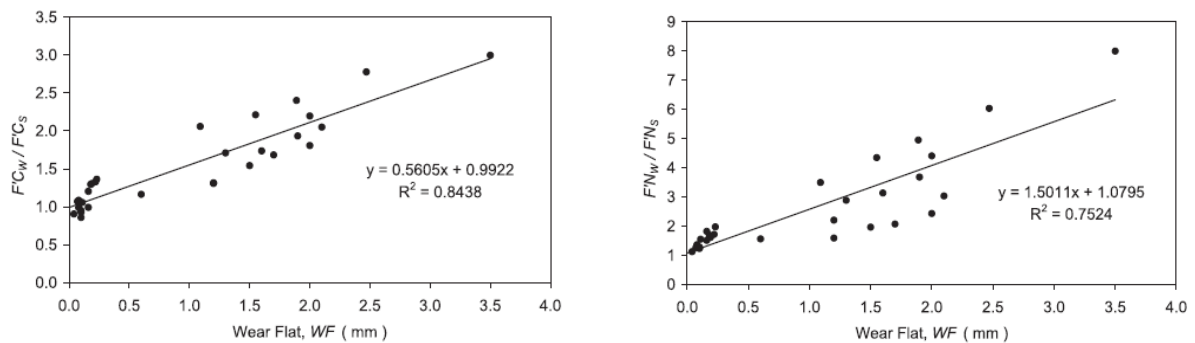 F'C_W / F'C_S
3.5
3.0
2.5
2.0
1.5
1.0
0.5
0.0
y = 0.5605x + 0.9922
R² = 0.8438
0.0 0.5 1.0 1.5 2.0 2.5 3.0 3.5 4.0
Wear Flat, WF ( mm )
F'N_W / F'N_S
9
8
7
6
5
4
3
2
1
0
y = 1.5011x + 1.0795
R² = 0.7524
0.0 0.5 1.0 1.5 2.0 2.5 3.0 3.5 4.0
Wear Flat, WF ( mm )